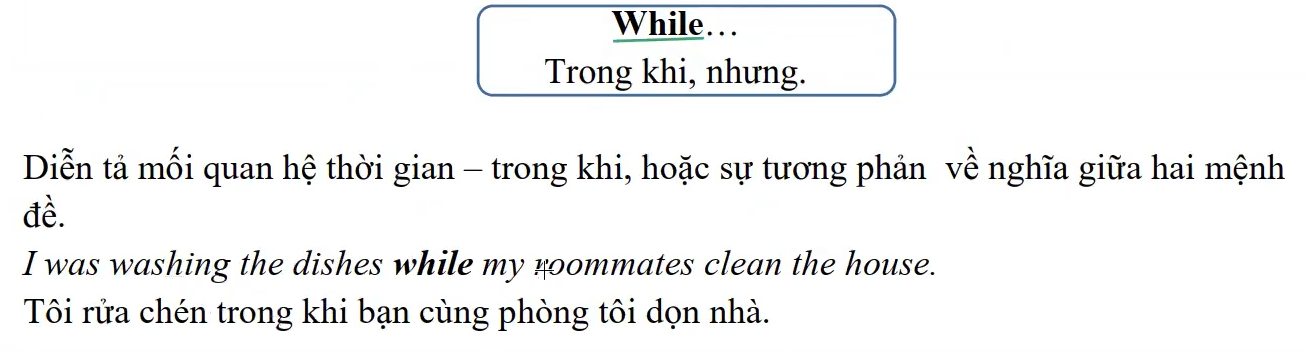 While…
Trong khi, nhưng.
Diễn tả mối quan hệ thời gian – trong khi, hoặc sự tương phản về nghĩa giữa hai mệnh
đề.
I was washing the dishes while my roommates clean the house.
Tôi rửa chén trong khi bạn cùng phòng tôi dọn nhà.